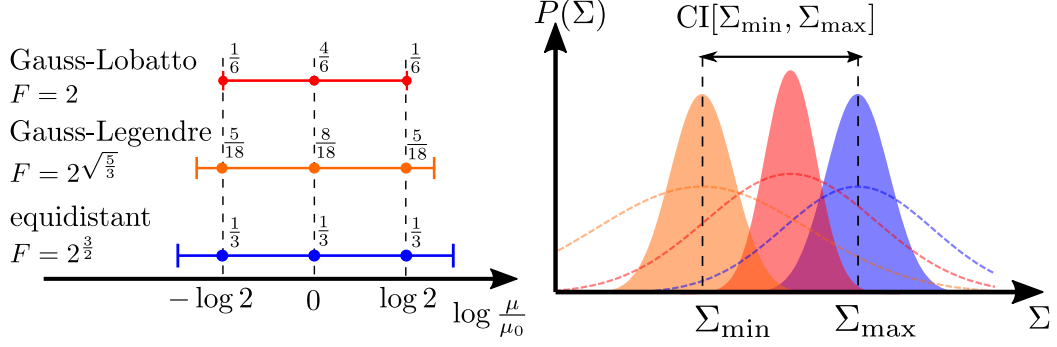 Gauss-Lobatto
F = 2
1/6 4/6 1/6
Gauss-Legendre
F = 2^{\sqrt{5/3}}
5/18 8/18 5/18
equidistant
F = 2^{3/2}
1/3 1/3 1/3
− log 2 0 log 2
log μ/μ₀
P(Σ)
CI[Σ_min, Σ_max]
Σ_min Σ_max Σ